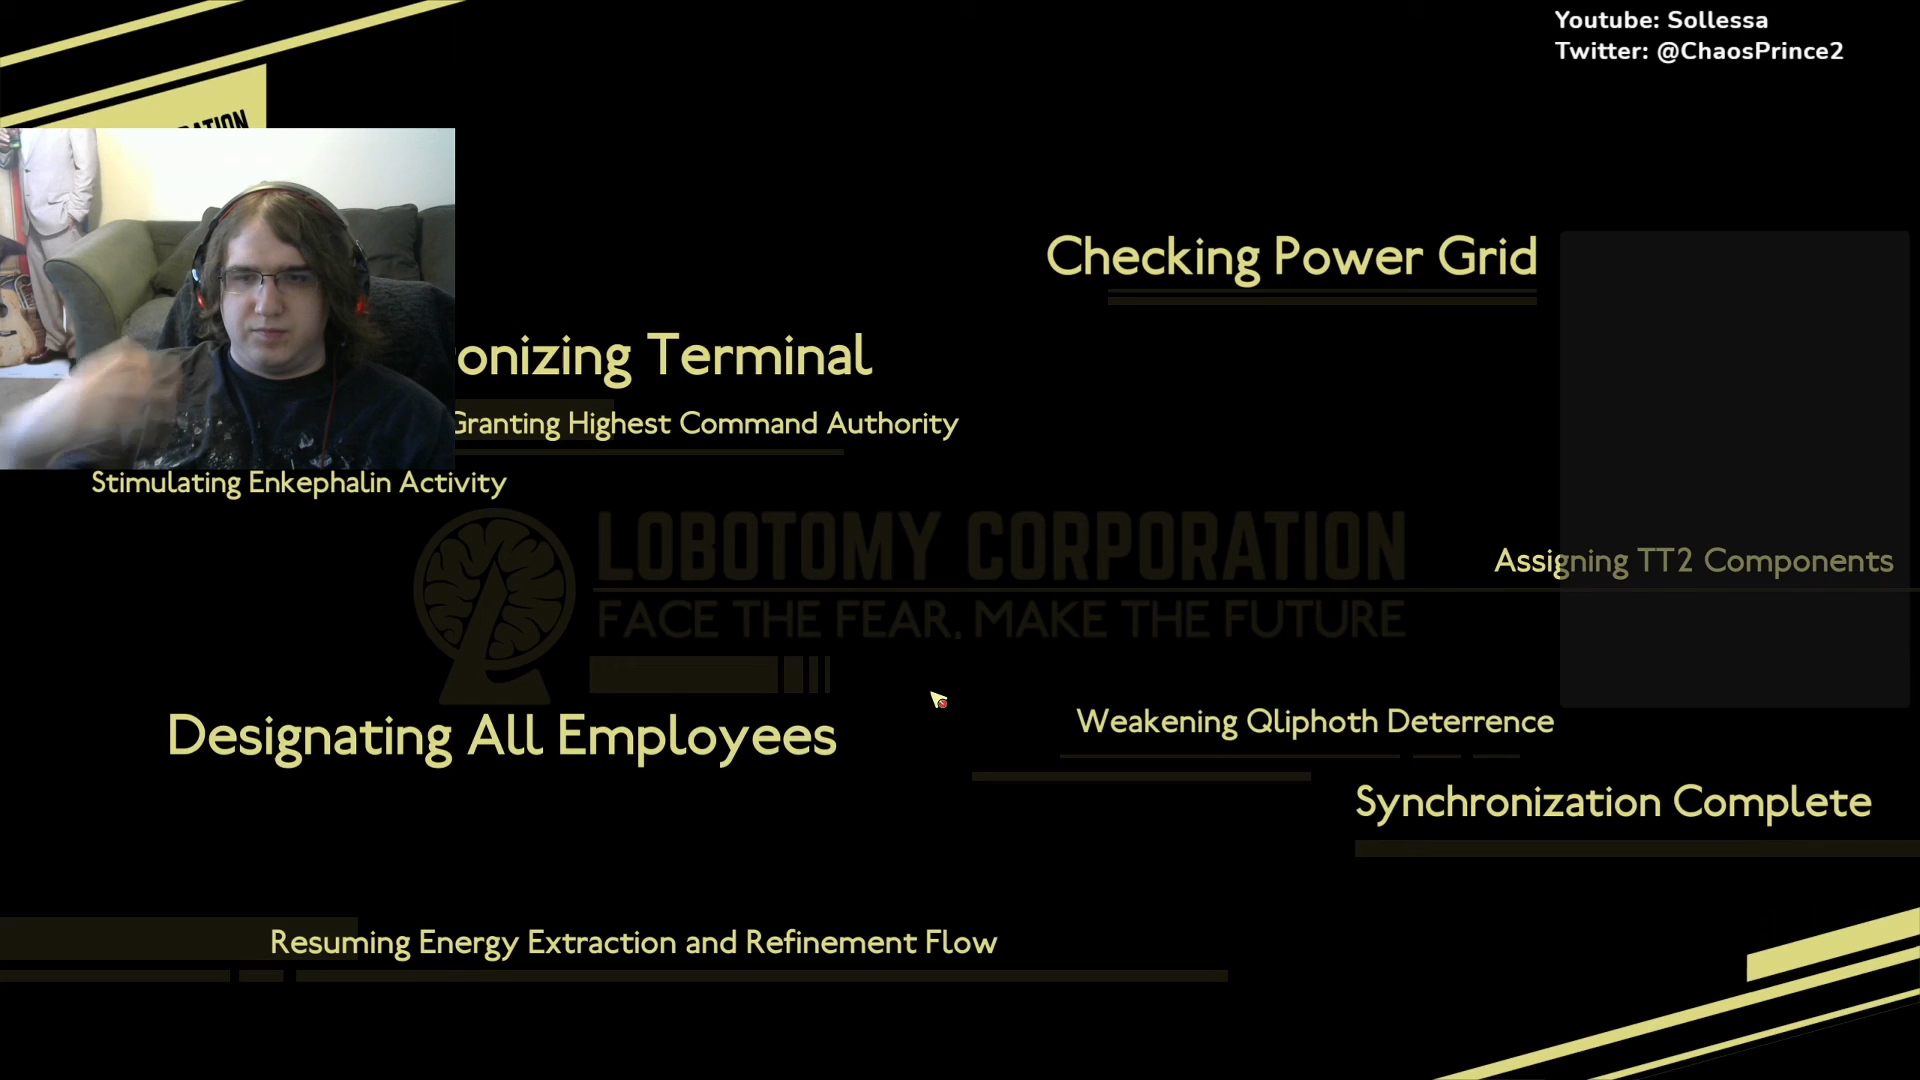 Youtube: Sollessa
Twitter: @ChaosPrince2
Checking Power Grid
onizing Terminal
Granting Highest Command Authority
Stimulating Enkephalin Activity
LOBOTOMY CORPORATION
FACE THE FEAR, MAKE THE FUTURE
Assigning TT2 Components
Designating All Employees
Weakening Qliphoth Deterrence
Synchronization Complete
Resuming Energy Extraction and Refinement Flow